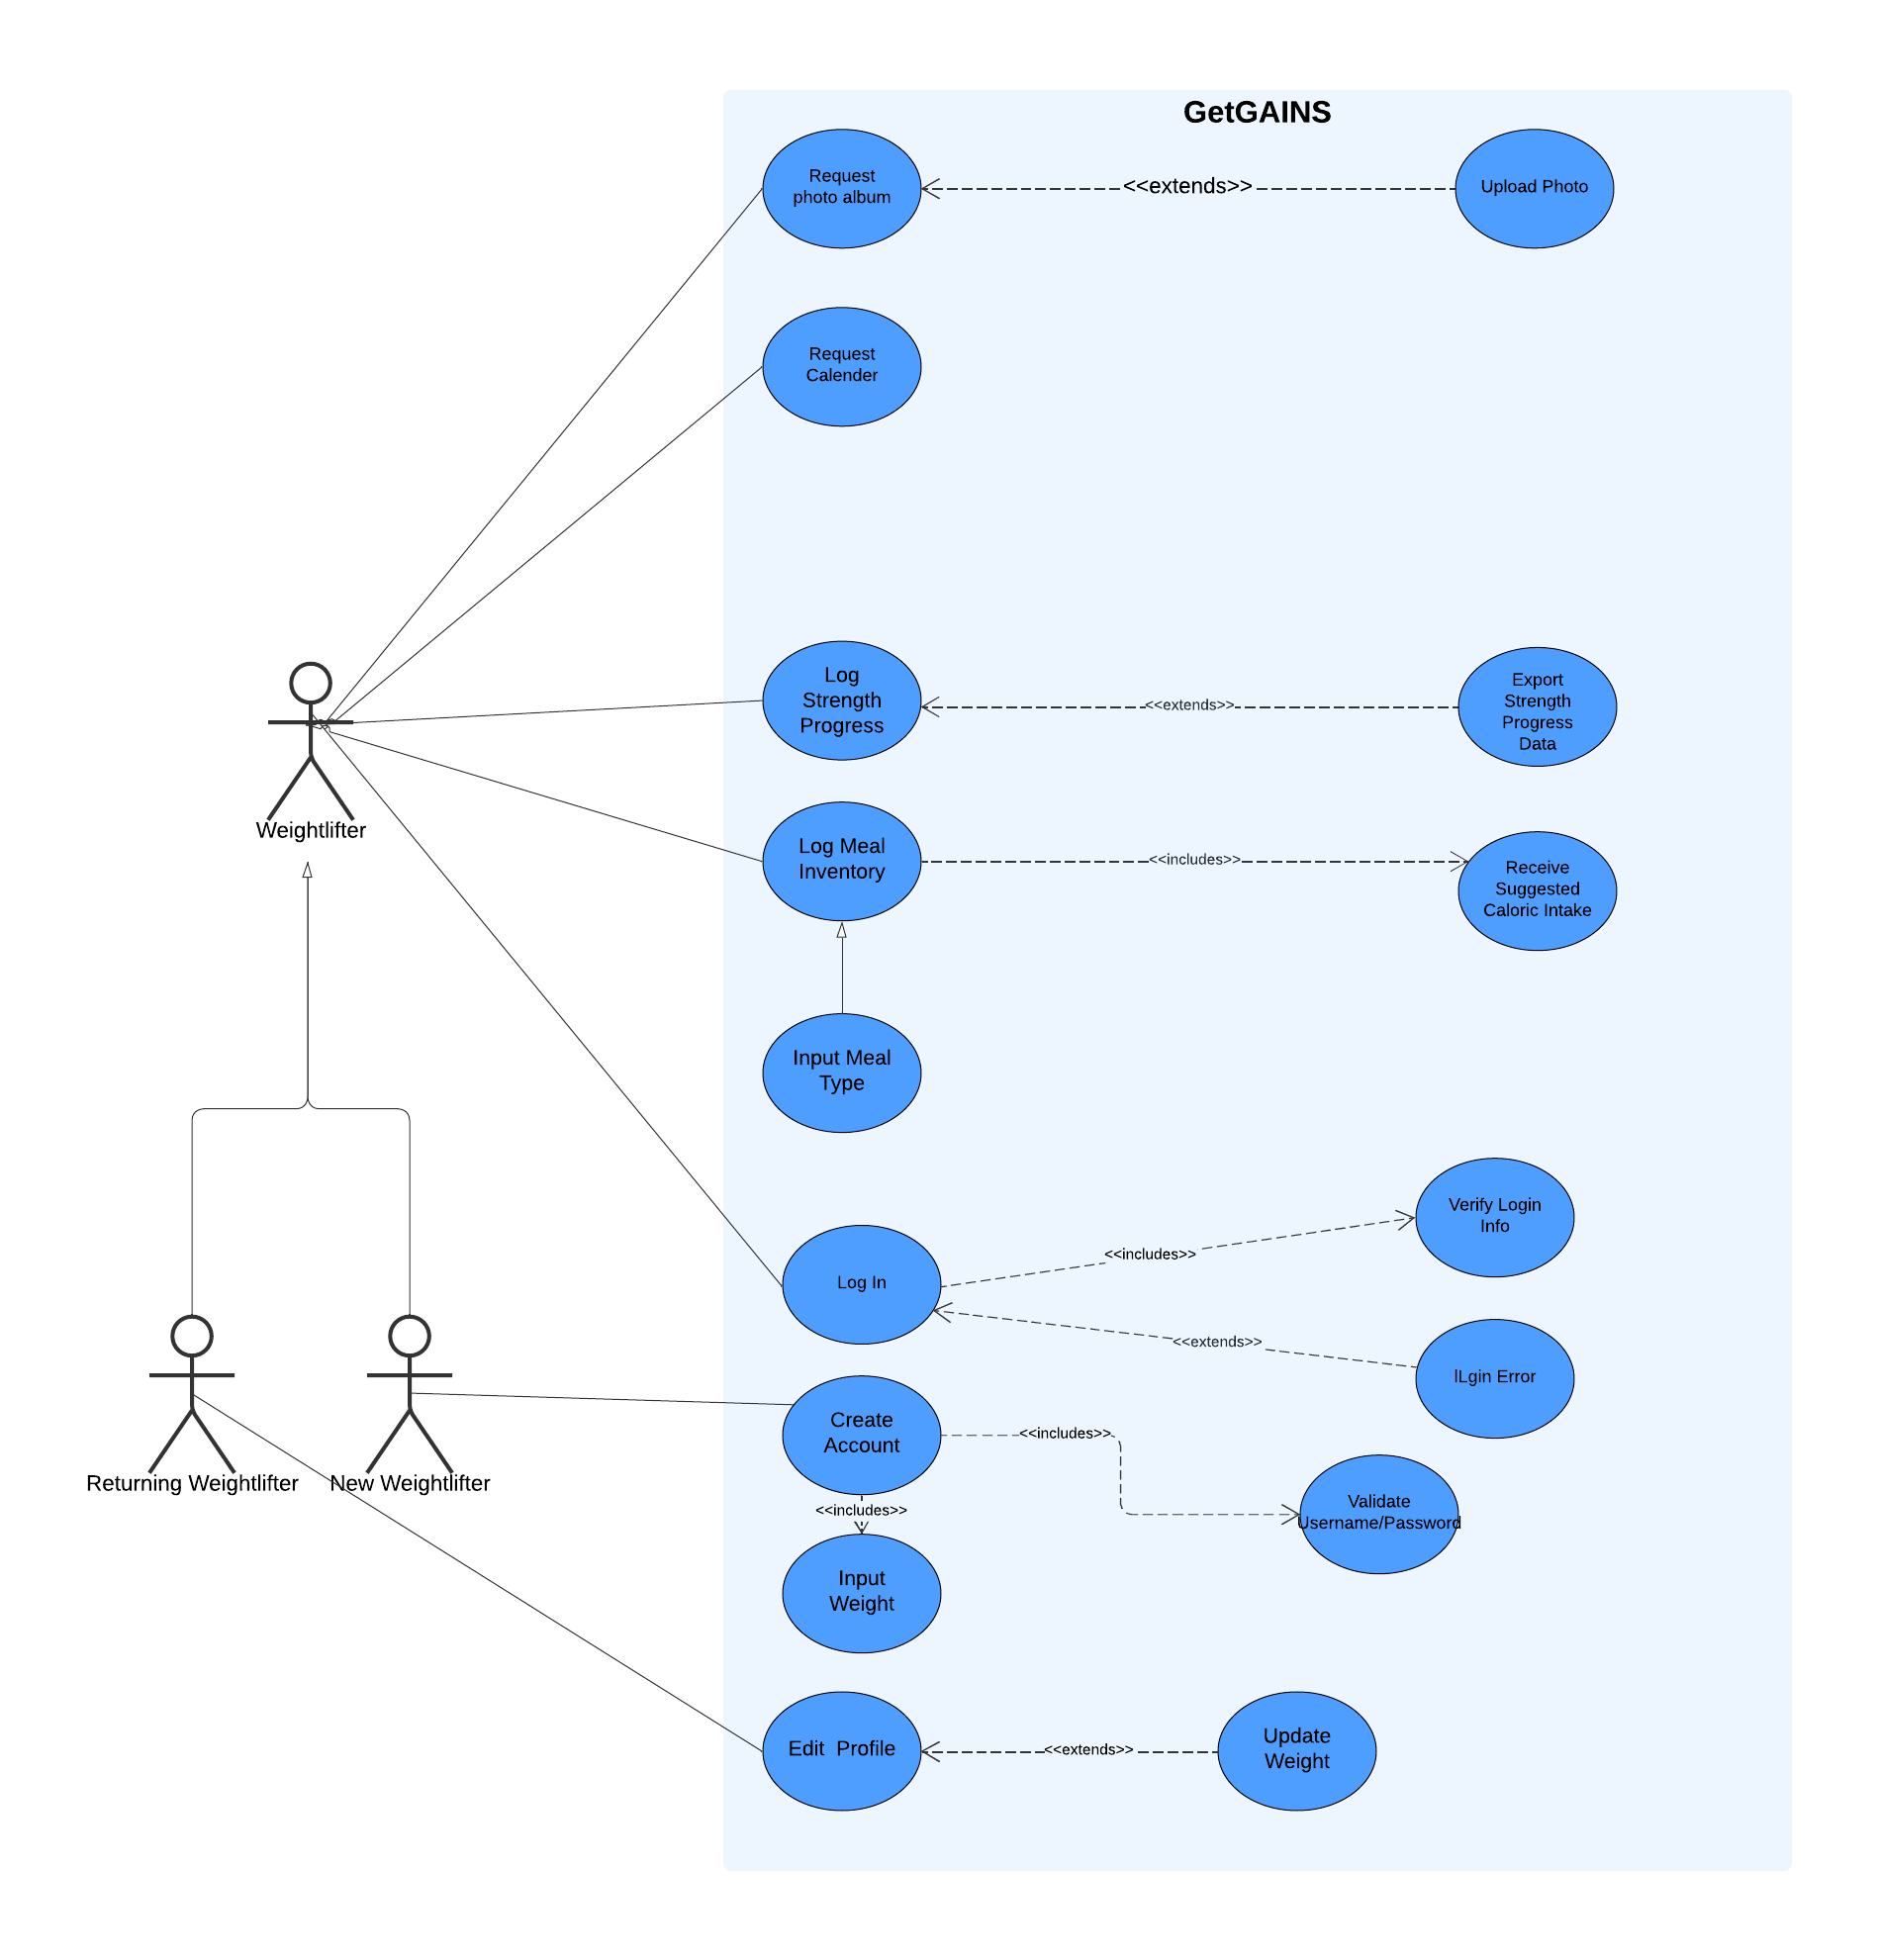 GetGAINS
Request
photo album
<<extends>>
Upload Photo
Request
Calender
Log
Strength
Progress
<<extends>>
Export
Strength
Progress
Data
Weightlifter
Log Meal
Inventory
<<includes>>
Receive
Suggested
Caloric Intake
Input Meal
Type
Log In
<<includes>>
Verify Login
Info
<<extends>>
lLgin Error
Returning Weightlifter
New Weightlifter
Create
Account
<<includes>>
Validate
Username/Password
<<includes>>
Input
Weight
Edit  Profile
<<extends>>
Update
Weight